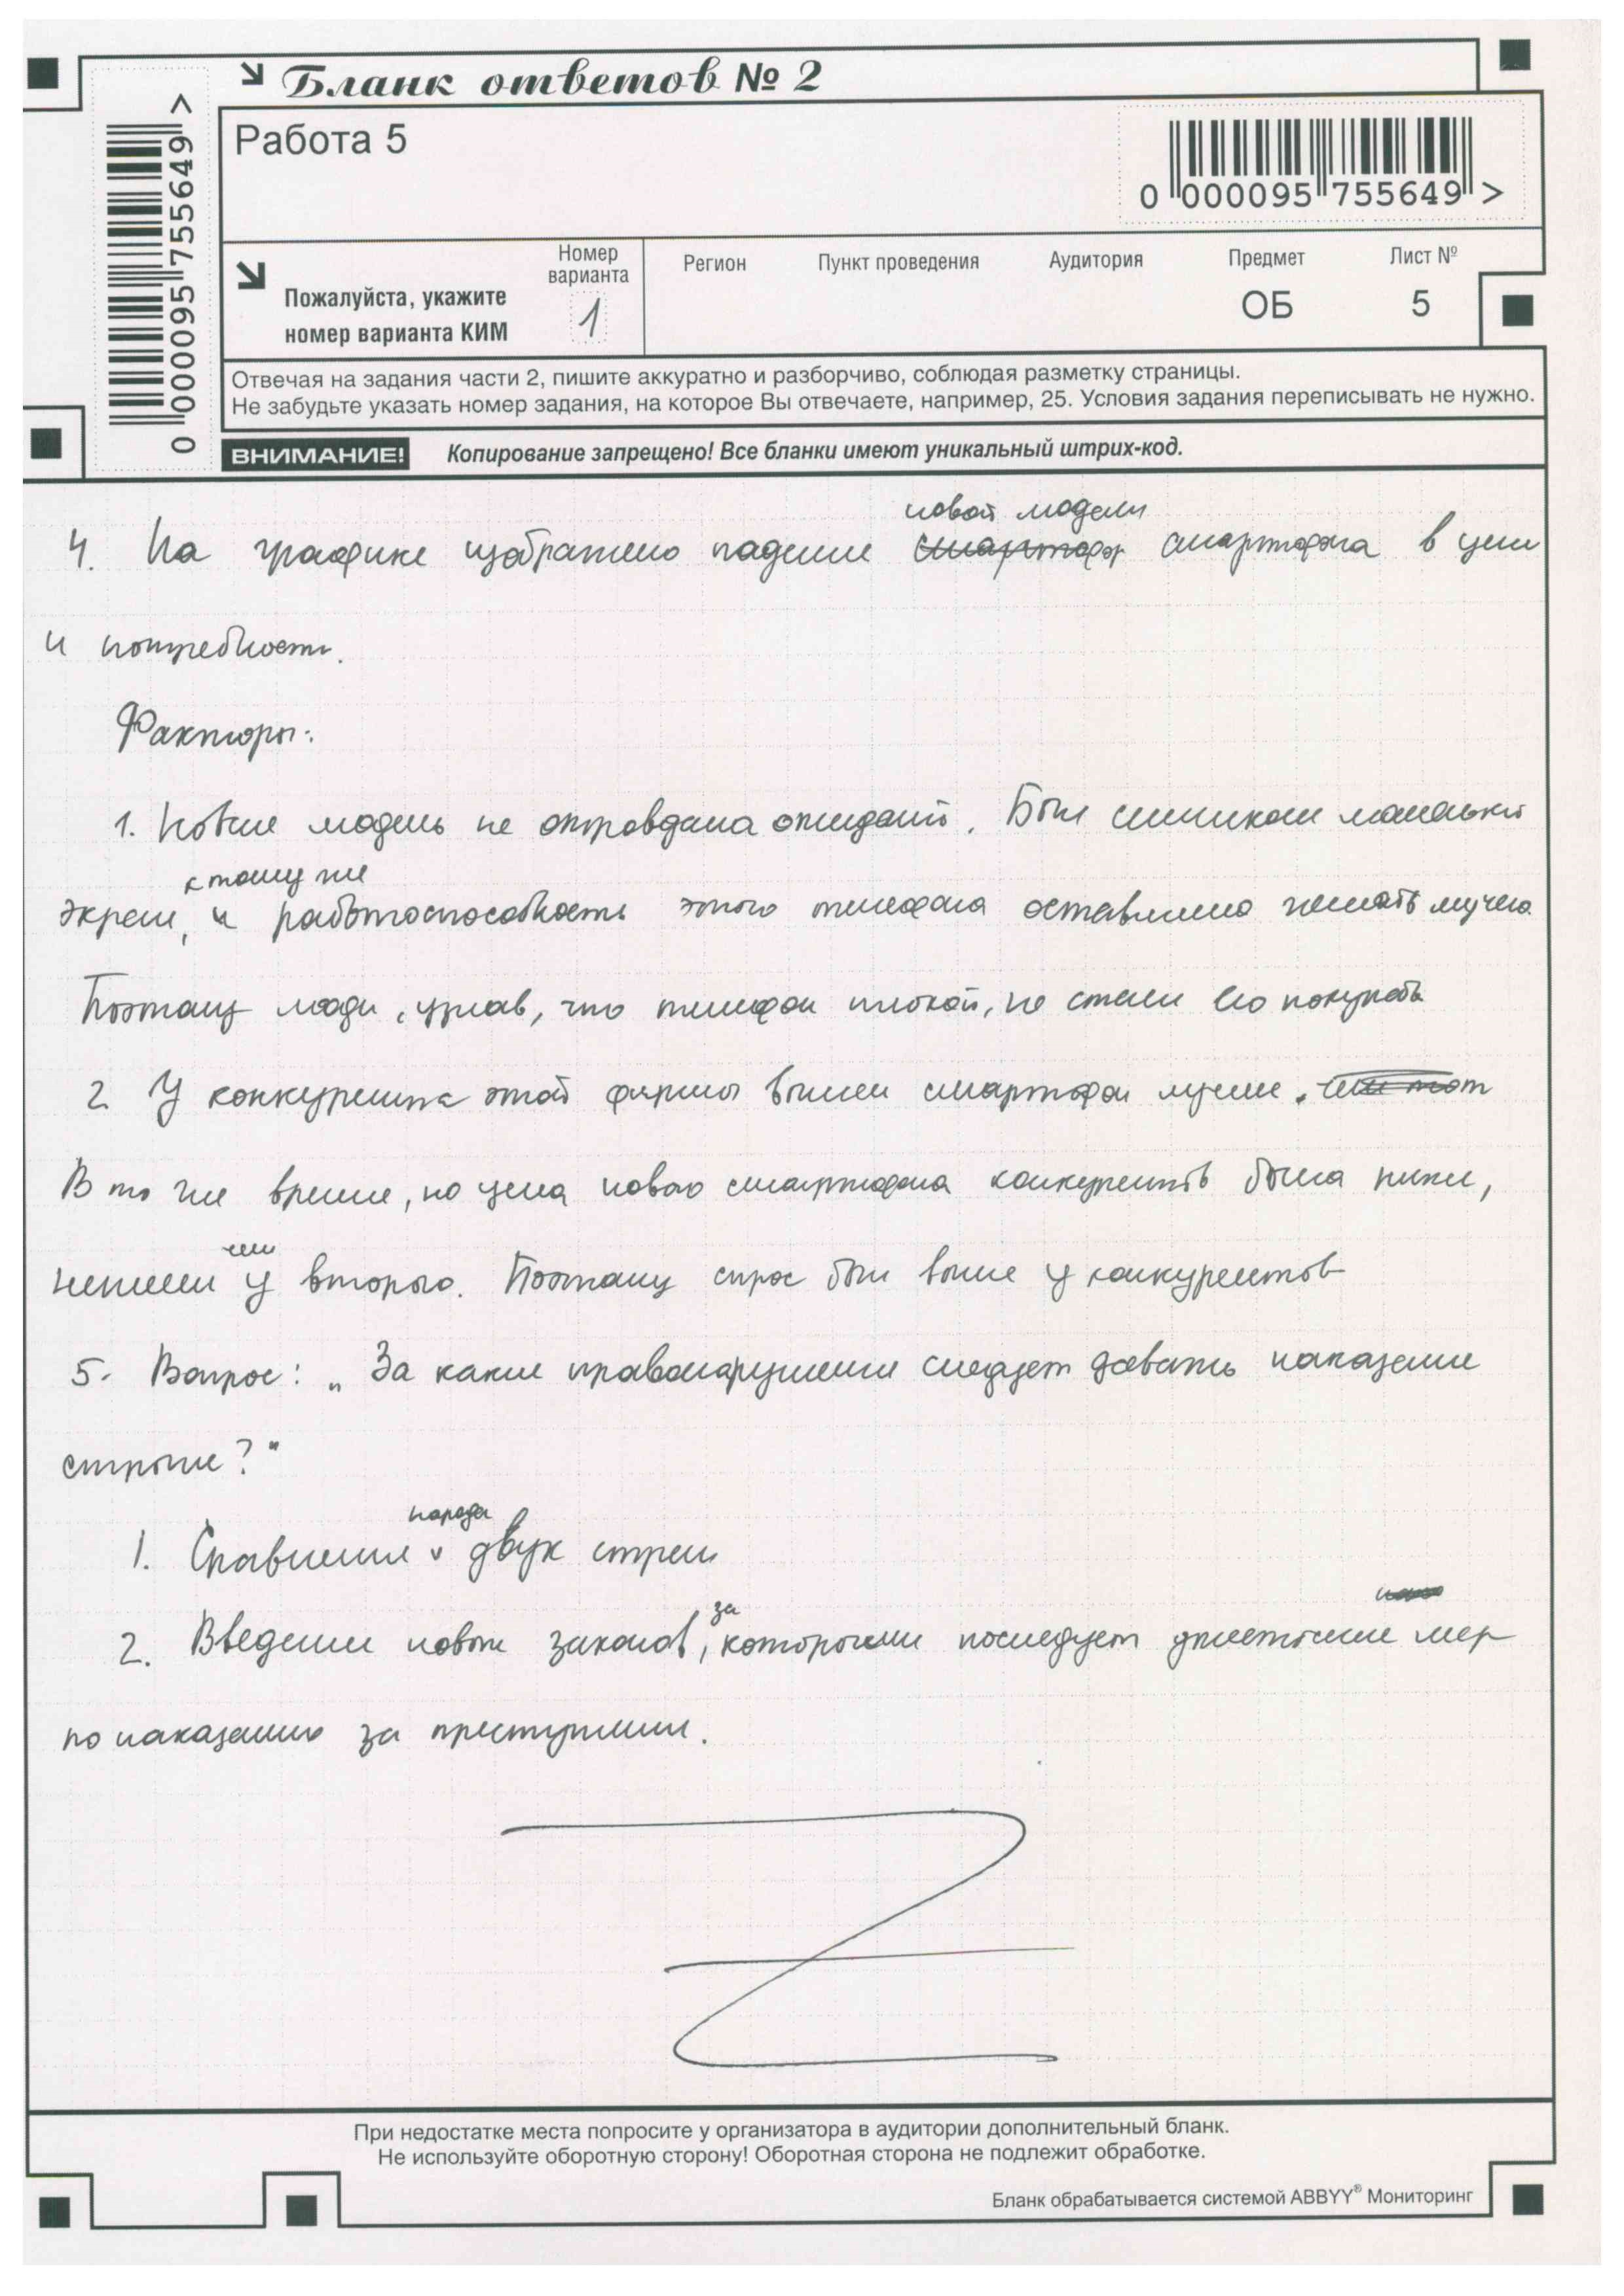 Бланк ответов № 2
Работа 5
0 000095 755649 >
0 000095 755649 >
Пожалуйста, укажите
номер варианта КИМ
Номер
варианта
1
Регион
Пункт проведения
Аудитория
Предмет
ОБ
Лист №
5
Отвечая на задания части 2, пишите аккуратно и разборчиво, соблюдая разметку страницы.
Не забудьте указать номер задания, на которое Вы отвечаете, например, 25. Условия задания переписывать не нужно.
ВНИМАНИЕ! Копирование запрещено! Все бланки имеют уникальный штрих-код.
новой модели
4. На графике изображено падение смартфона в цене
и потребности.
Факторы:
1. Новые модель не оправдала ожиданий. Был слишком маленький
к тому же
экран, и работоспособность этого телефона оставляло желать лучего
Поэтому люди, узнав, что телефон плохой, не стали его покупать
2. У конкурента этой фирмы вышел смартфон лучше.
В то же время, но цена нового смартфона конкурентов была ниже,
чем
нежели у второго. Поэтому спрос был выше у конкурентов
5. Вопрос: „За какие правонарушения следует давать наказание
строже?"
народа
1. Сравнение двух стран
за
2. Введение новых законов, которыми последует ужесточение мер
по наказанию за преступления.
При недостатке места попросите у организатора в аудитории дополнительный бланк.
Не используйте оборотную сторону! Оборотная сторона не подлежит обработке.
Бланк обрабатывается системой ABBYY® Мониторинг